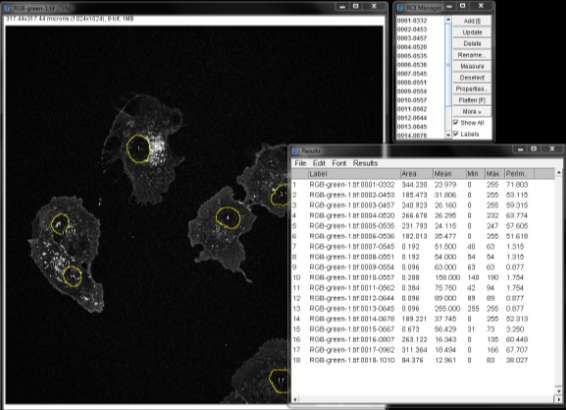 RGB-green-1.tif
317.44x317.44 microns (1024x1024); 8-bit; 1MB
ROI Manager
0001-0332
0002-0453
0003-0457
0004-0520
0005-0535
0006-0536
0007-0545
0008-0551
0009-0554
0010-0557
0011-0562
0012-0644
0013-0645
0014-0678
Add [t]
Update
Delete
Rename...
Measure
Deselect
Properties...
Flatten [F]
More »
Show All
Labels
Results
File Edit Font Results
Label Area Mean Min Max Perim.
1 RGB-green-1.tif:0001-0332 344.230 23.979 0 255 71.803
2 RGB-green-1.tif:0002-0453 185.473 31.806 0 255 53.115
3 RGB-green-1.tif:0003-0457 240.923 26.160 0 255 59.015
4 RGB-green-1.tif:0004-0520 266.678 26.295 0 232 63.774
5 RGB-green-1.tif:0005-0535 231.793 24.115 0 247 57.605
6 RGB-green-1.tif:0006-0536 182.013 35.477 0 255 51.618
7 RGB-green-1.tif:0007-0545 0.192 51.500 40 63 1.315
8 RGB-green-1.tif:0008-0551 0.192 54.000 54 54 1.315
9 RGB-green-1.tif:0009-0554 0.096 63.000 63 63 0.877
10 RGB-green-1.tif:0010-0557 0.288 158.000 140 190 1.754
11 RGB-green-1.tif:0011-0562 0.384 75.750 42 94 1.754
12 RGB-green-1.tif:0012-0644 0.096 89.000 89 89 0.877
13 RGB-green-1.tif:0013-0645 0.096 255.000 255 255 0.877
14 RGB-green-1.tif:0014-0678 189.221 37.745 0 255 52.313
15 RGB-green-1.tif:0015-0667 0.673 56.429 31 73 3.250
16 RGB-green-1.tif:0016-0807 263.122 16.343 0 135 60.448
17 RGB-green-1.tif:0017-0962 311.364 18.494 0 166 67.707
18 RGB-green-1.tif:0018-1010 84.376 12.961 0 83 38.027